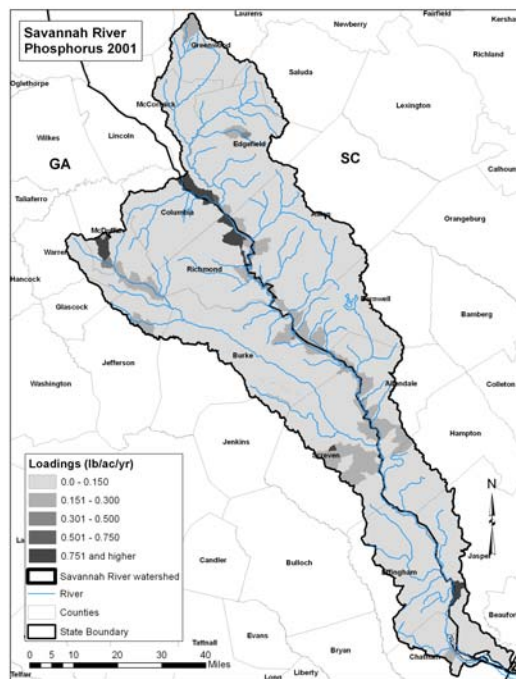 Savannah River
Phosphorus 2001
Laurens
Newberry
Fairfield
Greenwood
Richland
Saluda
Oglethorpe
McCormick
Lexington
Wilkes
Lincoln
Edgefield
GA
SC
Calhoun
Taliaferro
Columbia
Orangeburg
Warren
Hancock
Richmond
Glascock
Barnwell
Bamberg
Jefferson
Burke
Washington
Allendale
Colleton
Jenkins
Hampton
Screven
Loadings (lb/ac/yr)
0.0 - 0.150
0.151 - 0.300
0.301 - 0.500
0.501 - 0.750
0.751 and higher
Savannah River watershed
River
Counties
State Boundary
N
Candler
Bulloch
Jasper
Effingham
Beaufort
Tattnall
Evans
Bryan
Chatham
Liberty
Long
Telfair
0 5 10 20 30 40
Miles